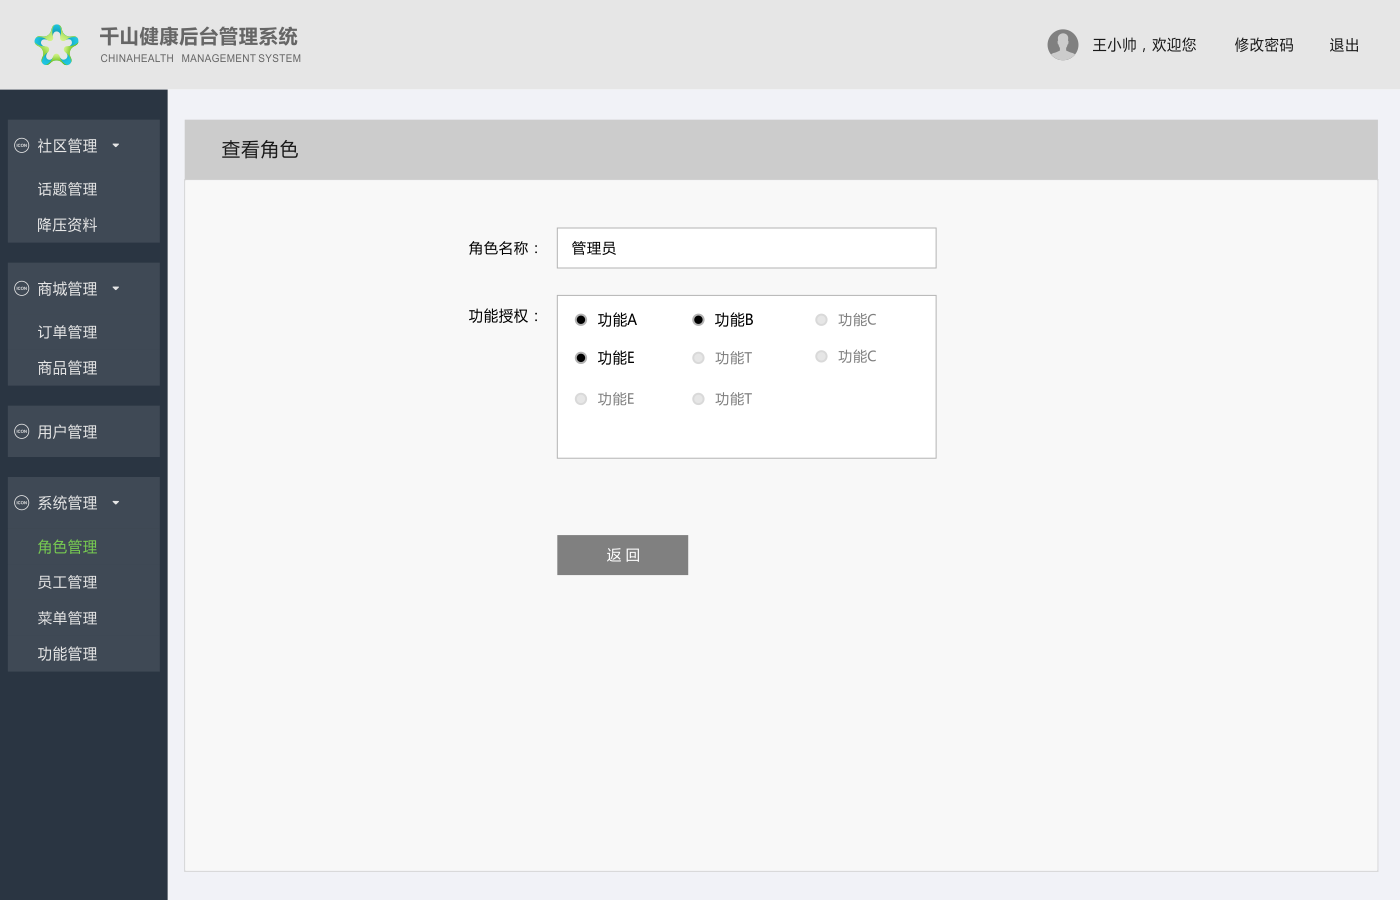 千山健康后台管理系统
CHINAHEALTH MANAGEMENT SYSTEM
王小帅，欢迎您 修改密码 退出
ICON 社区管理
话题管理
降压资料
ICON 商城管理
订单管理
商品管理
ICON 用户管理
ICON 系统管理
角色管理
员工管理
菜单管理
功能管理
查看角色
角色名称： 管理员
功能授权： 功能A 功能B 功能C
功能E 功能T 功能C
功能E 功能T
返 回